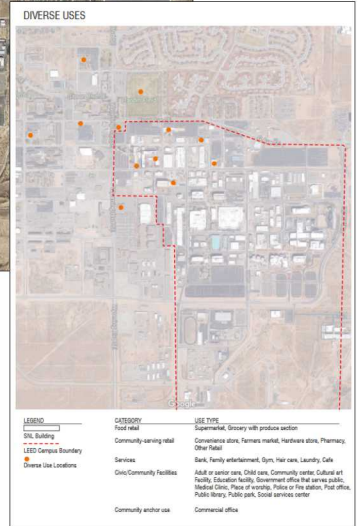 DIVERSE USES
Google
LEGEND
SNL Building
LEED Campus Boundary
Diverse Use Locations
CATEGORY USE TYPE
Food retail Supermarket, Grocery with produce section
Community-serving retail Convenience store, Farmers market, Hardware store, Pharmacy,
Other Retail
Services Bank, Family entertainment, Gym, Hair care, Laundry, Cafe
Civic/Community Facilities Adult or senior care, Child care, Community center, Cultural art
Facility, Education facility, Government office that serves public,
Medical Clinic, Place of worship, Police or Fire station, Post office,
Public library, Public park, Social services center
Community anchor use Commercial office